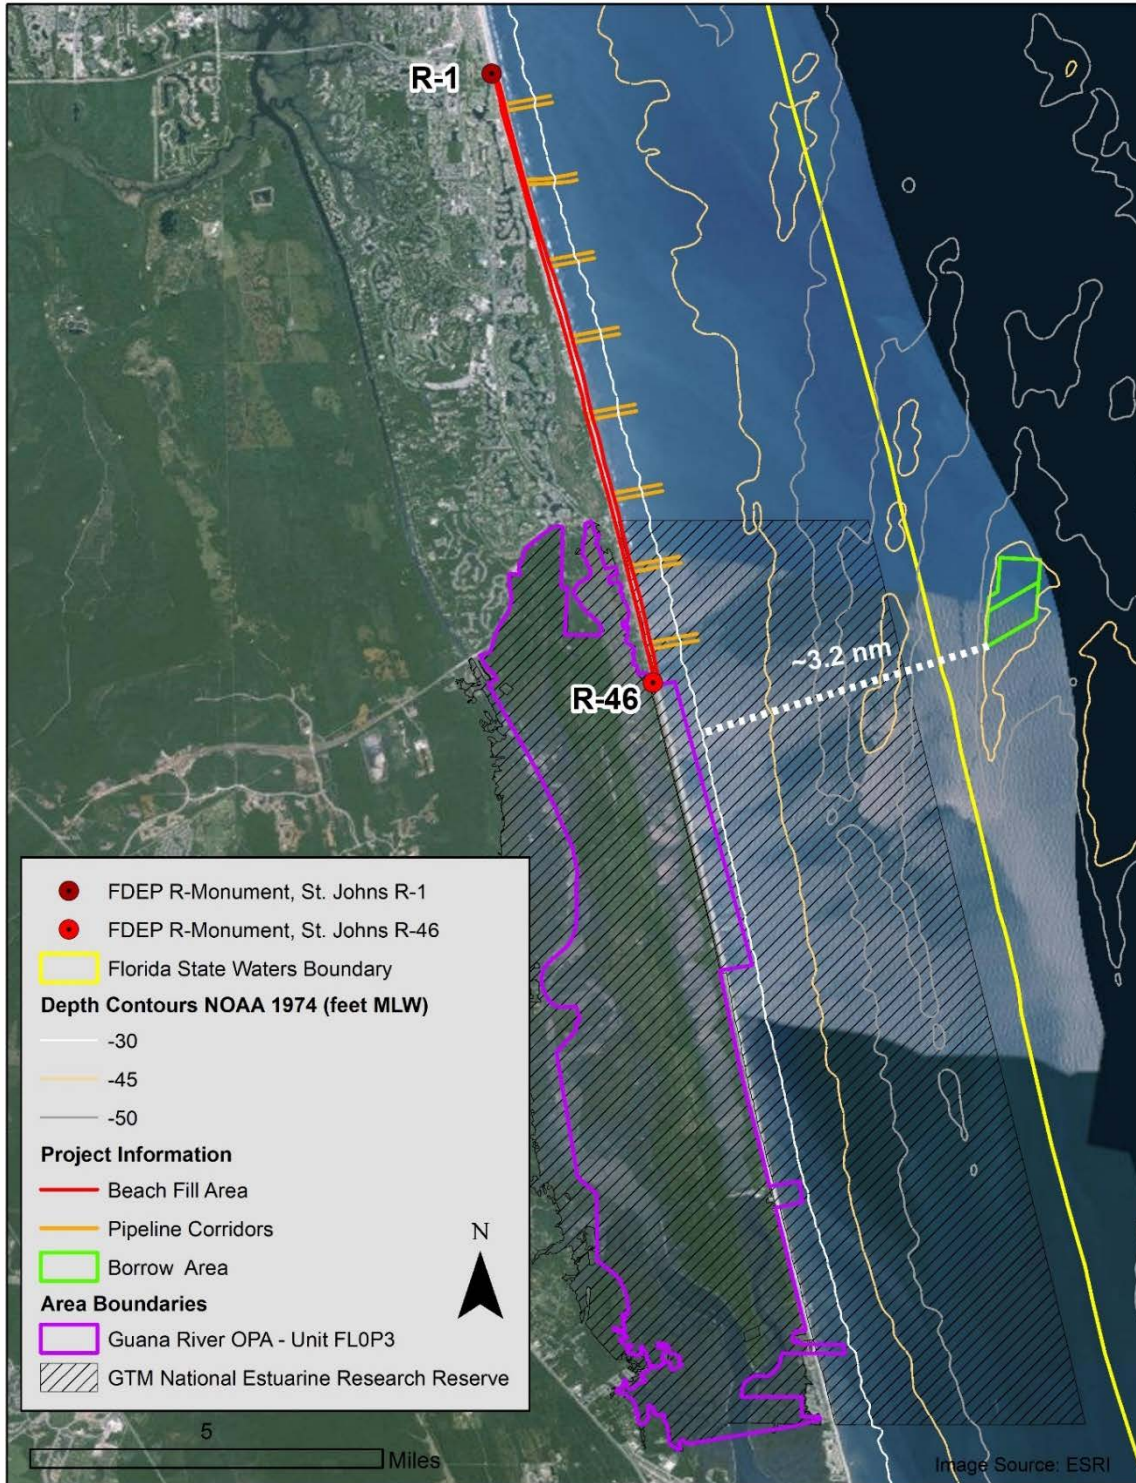 R-1
~3.2 nm
R-46
FDEP R-Monument, St. Johns R-1
FDEP R-Monument, St. Johns R-46
Florida State Waters Boundary
Depth Contours NOAA 1974 (feet MLW)
-30
-45
-50
Project Information
Beach Fill Area
Pipeline Corridors
Borrow Area
N
Area Boundaries
Guana River OPA - Unit FL0P3
GTM National Estuarine Research Reserve
5
Miles
Image Source: ESRI